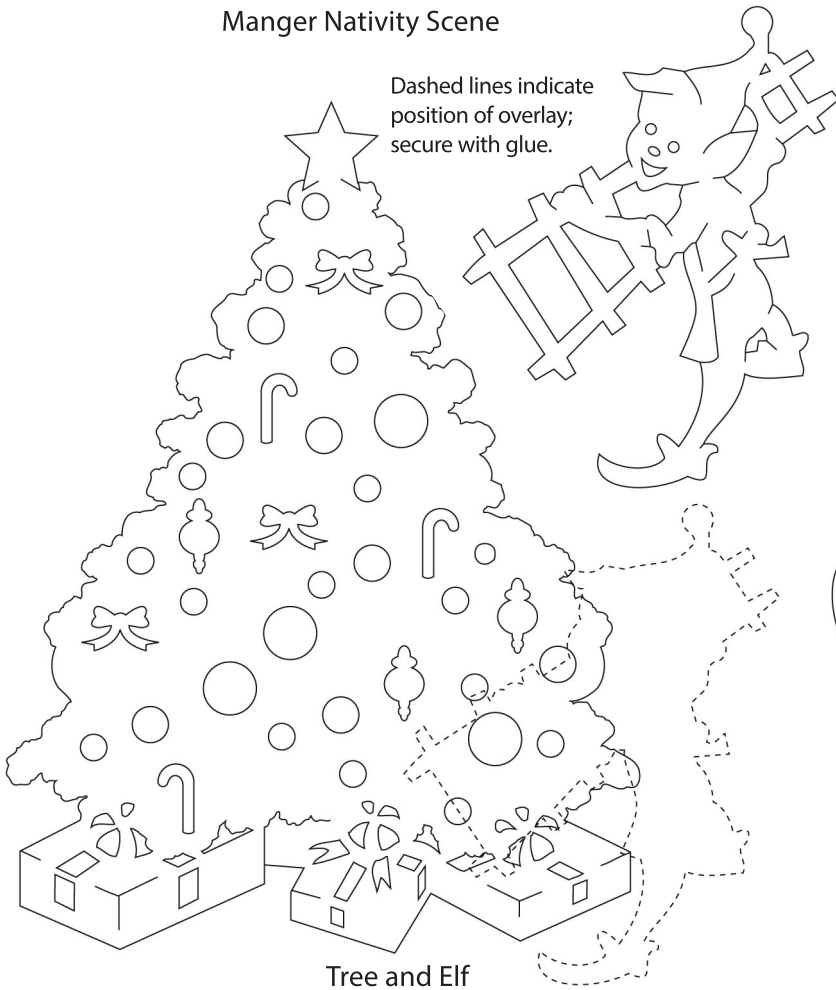 Manger Nativity Scene
Dashed lines indicate
position of overlay;
secure with glue.
Tree and Elf